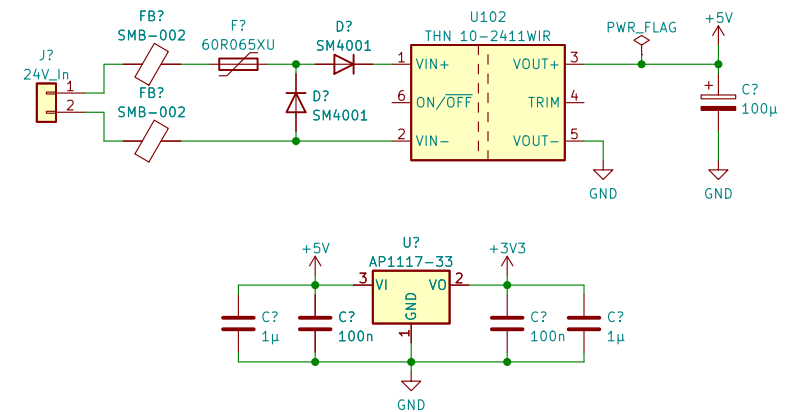 FB?
SMB-002
F?
60R065XU
D?
SM4001
U102
THN 10-2411WIR
PWR_FLAG
+5V
J?
24V_In
1
2
FB?
SMB-002
D?
SM4001
1
VIN+
VOUT+
3
6
ON/OFF
TRIM
4
2
VIN-
VOUT-
5
+
C?
100µ
GND
GND
+5V
U?
AP1117-33
+3V3
3
VI
VO
2
GND
1
C?
1µ
C?
100n
C?
100n
C?
1µ
GND